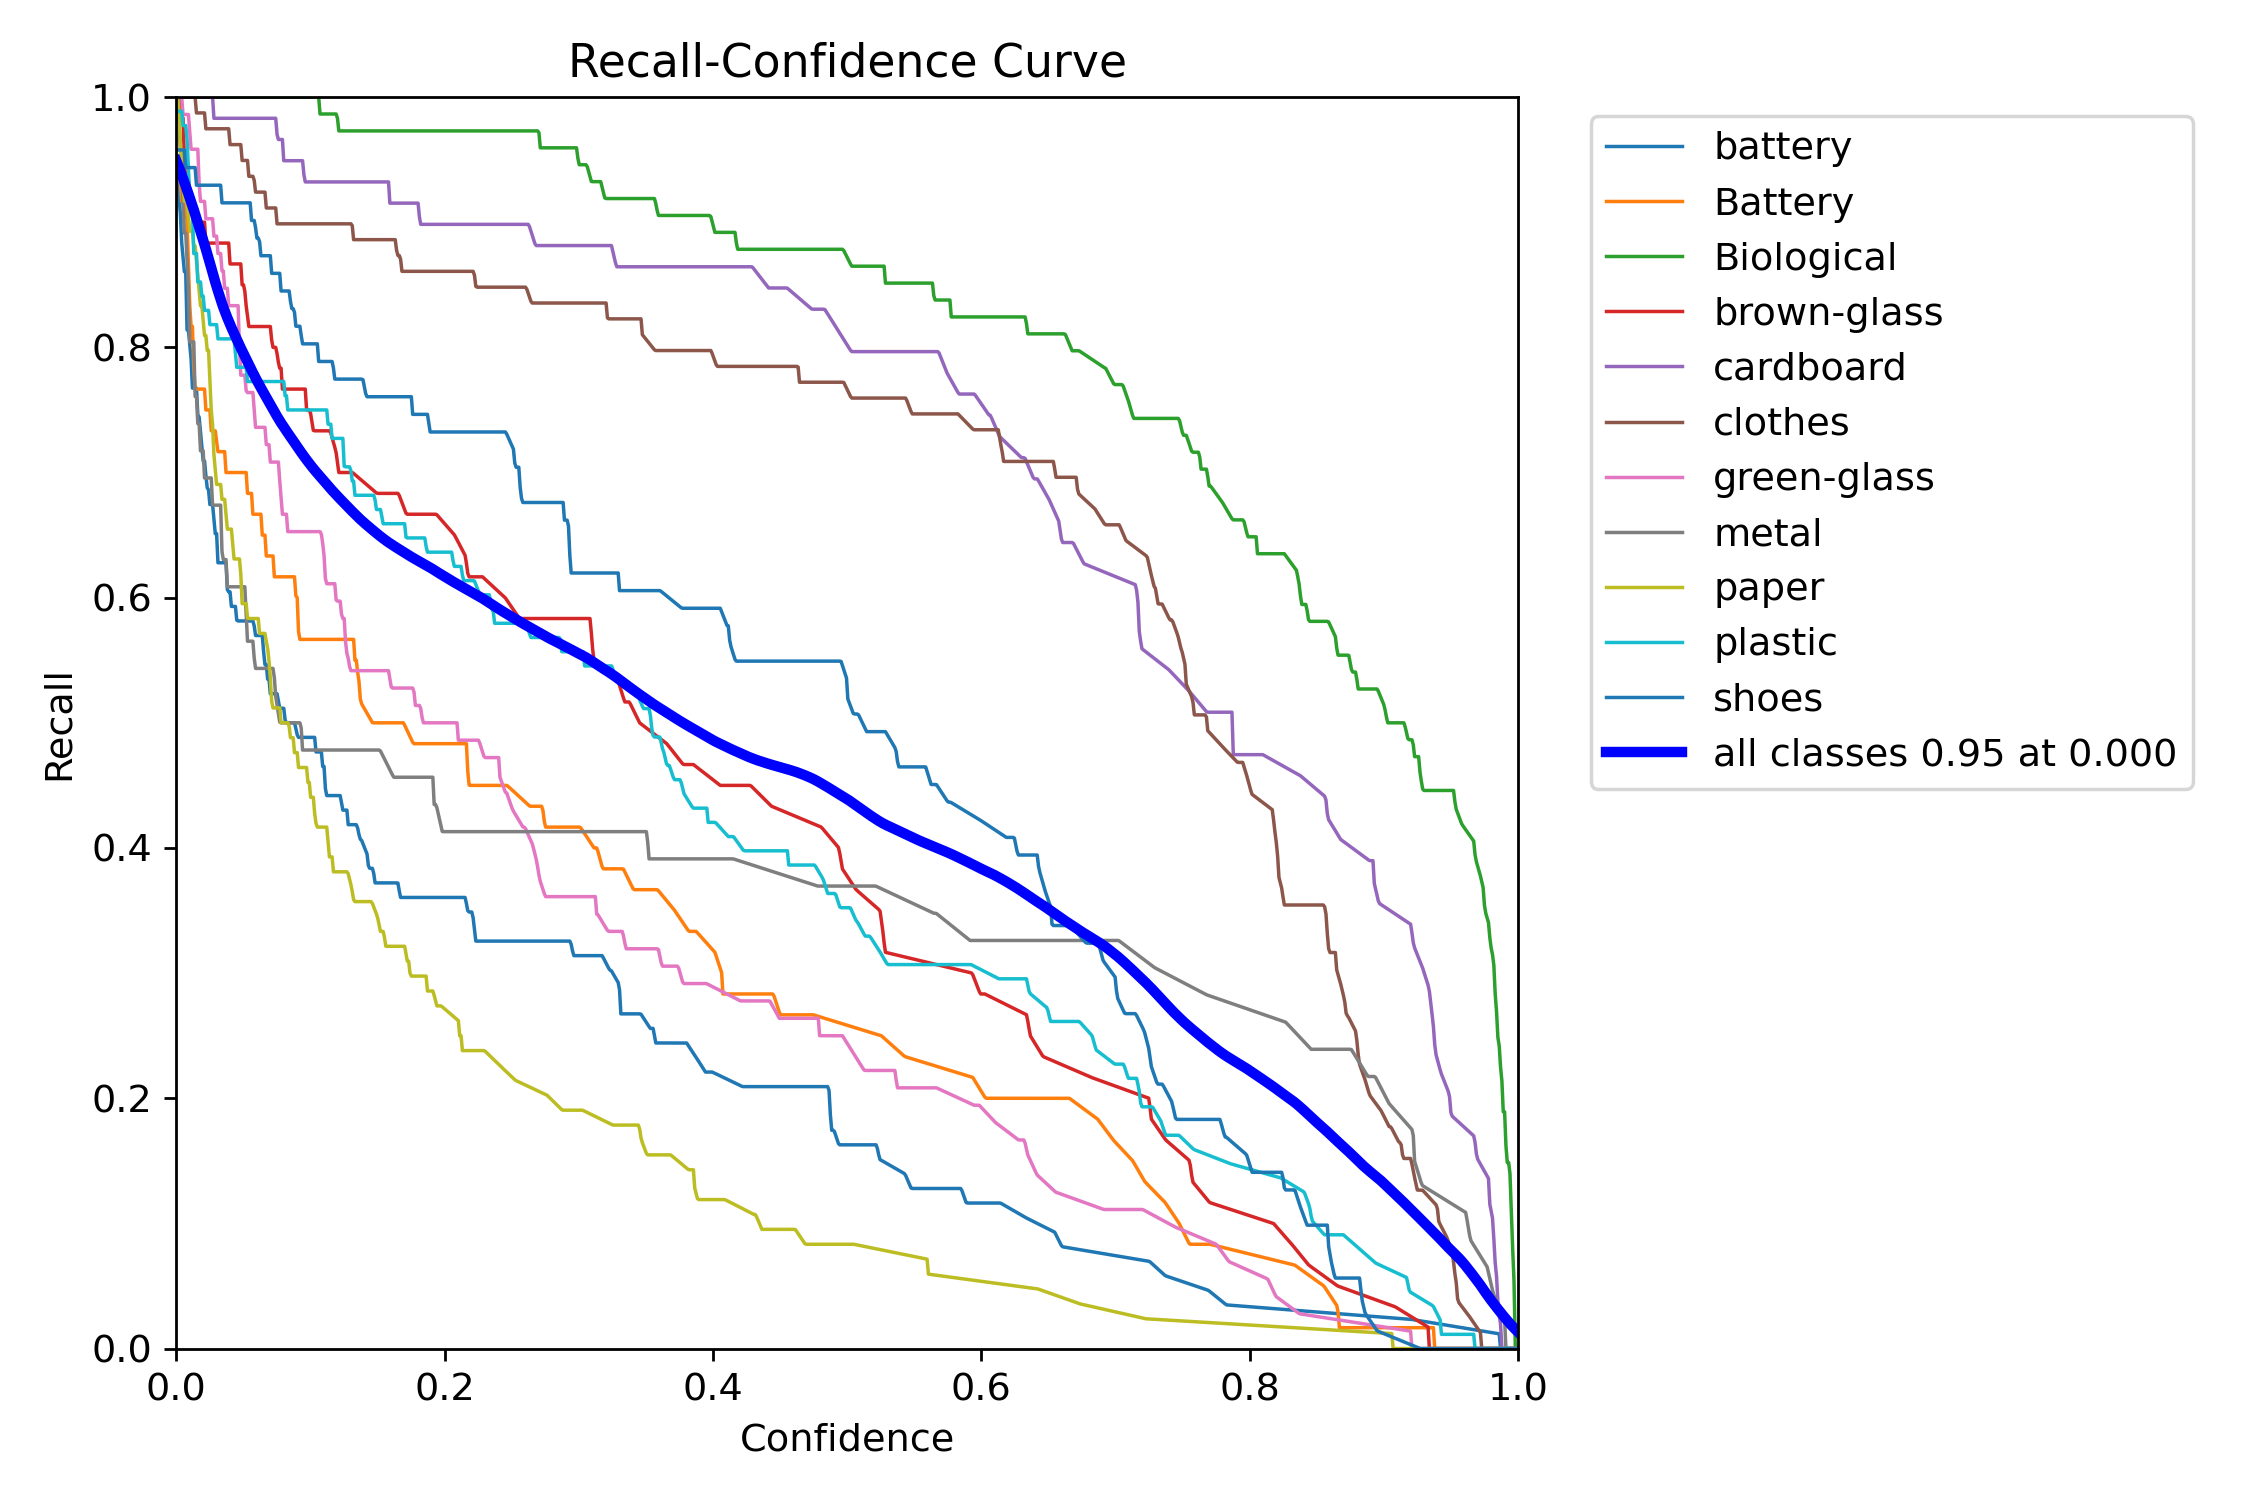 Recall-Confidence Curve
1.0
0.8
0.6
0.4
0.2
0.0
Recall
0.0 0.2 0.4 0.6 0.8 1.0
Confidence
battery
Battery
Biological
brown-glass
cardboard
clothes
green-glass
metal
paper
plastic
shoes
all classes 0.95 at 0.000